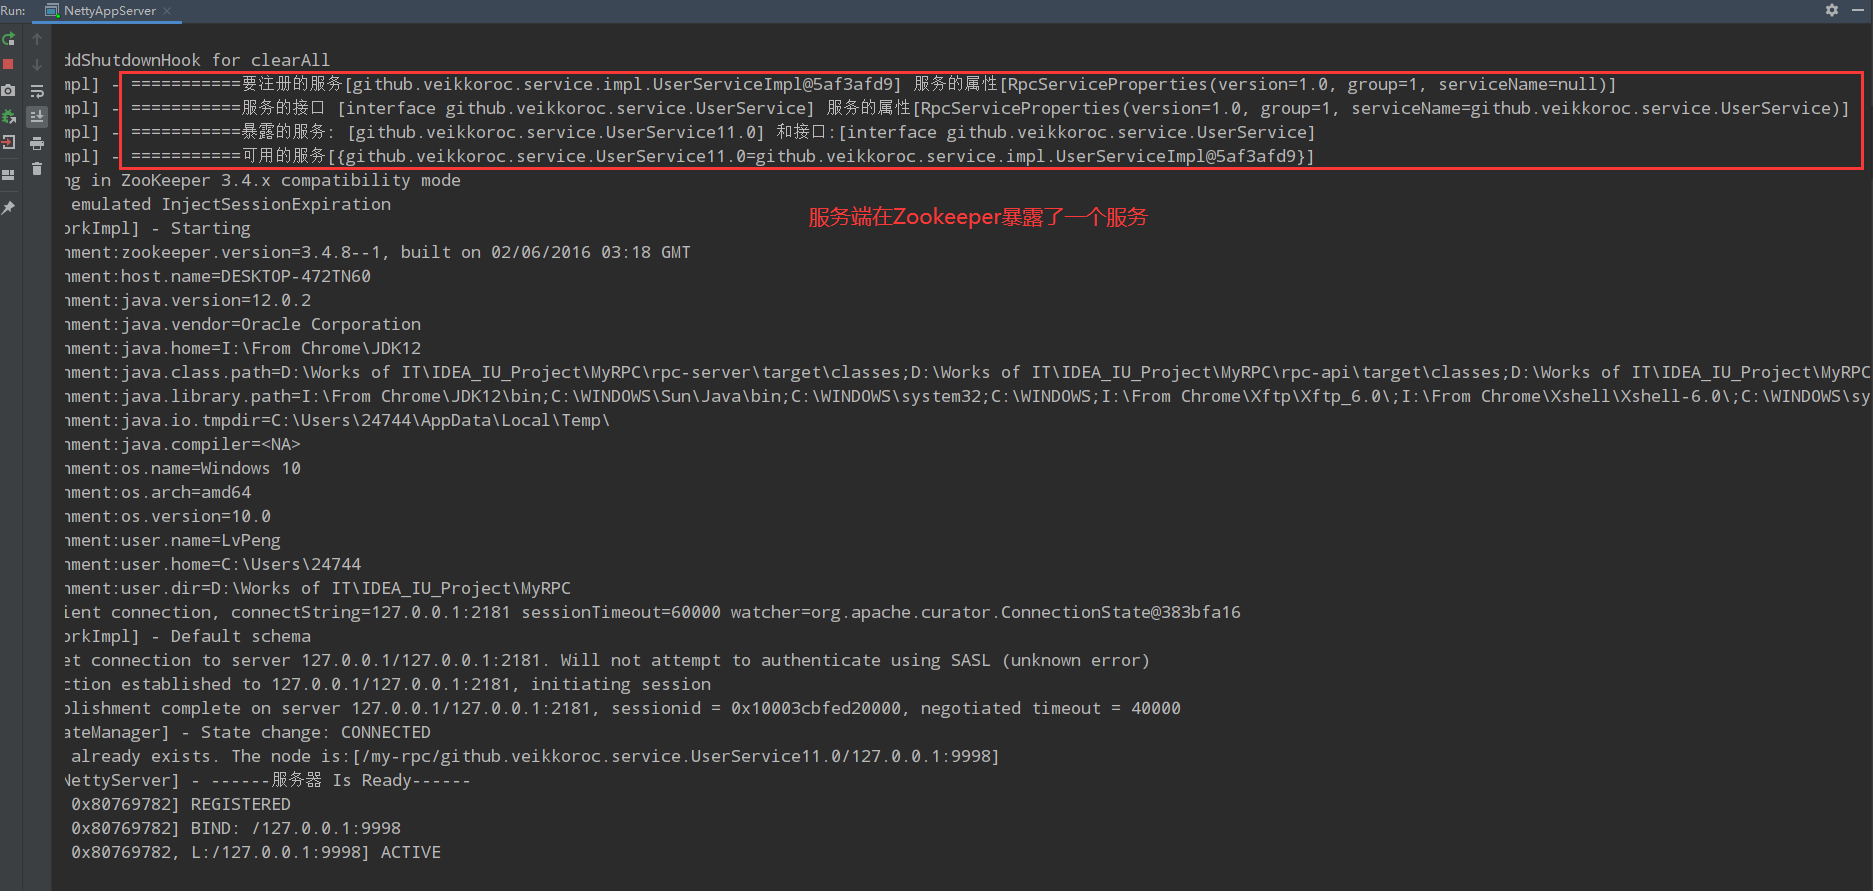 Run: NettyAppServer
ddShutdownHook for clearAll
mpl] - ===========要注册的服务[github.veikkoroc.service.impl.UserServiceImpl@5af3afd9] 服务的属性[RpcServiceProperties(version=1.0, group=1, serviceName=null)]
mpl] - ===========服务的接口 [interface github.veikkoroc.service.UserService] 服务的属性[RpcServiceProperties(version=1.0, group=1, serviceName=github.veikkoroc.service.UserService)]
mpl] - ===========暴露的服务: [github.veikkoroc.service.UserService11.0] 和接口:[interface github.veikkoroc.service.UserService]
mpl] - ===========可用的服务[{github.veikkoroc.service.UserService11.0=github.veikkoroc.service.impl.UserServiceImpl@5af3afd9}]
ng in ZooKeeper 3.4.x compatibility mode
emulated InjectSessionExpiration
服务端在Zookeeper暴露了一个服务
orkImpl] - Starting
nment:zookeeper.version=3.4.8--1, built on 02/06/2016 03:18 GMT
nment:host.name=DESKTOP-472TN60
nment:java.version=12.0.2
nment:java.vendor=Oracle Corporation
nment:java.home=I:\From Chrome\JDK12
nment:java.class.path=D:\Works of IT\IDEA_IU_Project\MyRPC\rpc-server\target\classes;D:\Works of IT\IDEA_IU_Project\MyRPC\rpc-api\target\classes;D:\Works of IT\IDEA_IU_Project\MyRPC
nment:java.library.path=I:\From Chrome\JDK12\bin;C:\WINDOWS\Sun\Java\bin;C:\WINDOWS\system32;C:\WINDOWS;I:\From Chrome\Xftp\Xftp_6.0\;I:\From Chrome\Xshell\Xshell-6.0\;C:\WINDOWS\sy
nment:java.io.tmpdir=C:\Users\24744\AppData\Local\Temp\
nment:java.compiler=<NA>
nment:os.name=Windows 10
nment:os.arch=amd64
nment:os.version=10.0
nment:user.name=LvPeng
nment:user.home=C:\Users\24744
nment:user.dir=D:\Works of IT\IDEA_IU_Project\MyRPC
ient connection, connectString=127.0.0.1:2181 sessionTimeout=60000 watcher=org.apache.curator.ConnectionState@383bfa16
orkImpl] - Default schema
et connection to server 127.0.0.1/127.0.0.1:2181. Will not attempt to authenticate using SASL (unknown error)
ction established to 127.0.0.1/127.0.0.1:2181, initiating session
blishment complete on server 127.0.0.1/127.0.0.1:2181, sessionid = 0x10003cbfed20000, negotiated timeout = 40000
ateManager] - State change: CONNECTED
already exists. The node is:[/my-rpc/github.veikkoroc.service.UserService11.0/127.0.0.1:9998]
NettyServer] - ------服务器 Is Ready------
0x80769782] REGISTERED
0x80769782] BIND: /127.0.0.1:9998
0x80769782, L:/127.0.0.1:9998] ACTIVE